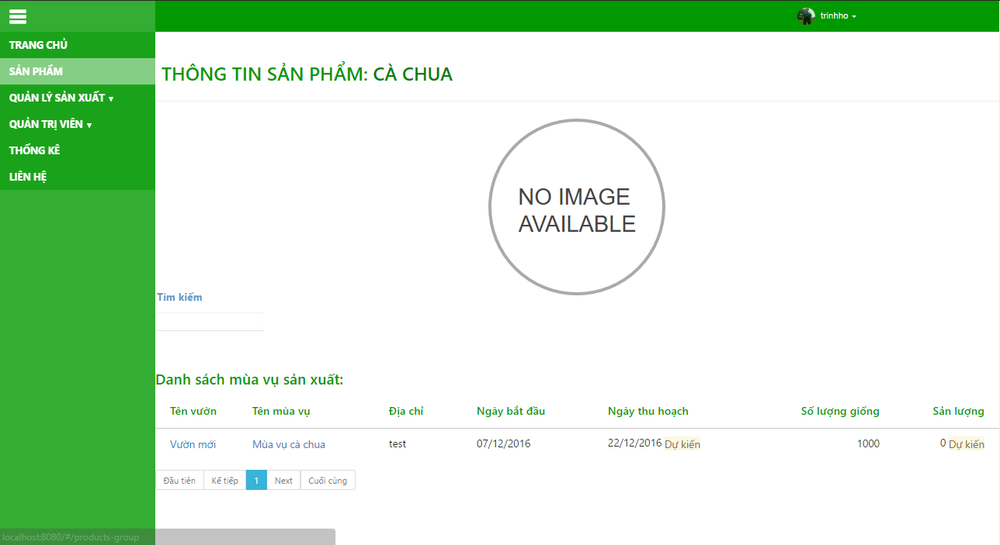 trinhho
TRANG CHỦ
SẢN PHẨM
QUẢN LÝ SẢN XUẤT ▾
QUẢN TRỊ VIÊN ▾
THỐNG KÊ
LIÊN HỆ
THÔNG TIN SẢN PHẨM: CÀ CHUA
NO IMAGE
AVAILABLE
Tìm kiếm
Danh sách mùa vụ sản xuất:
Tên vườn Tên mùa vụ Địa chỉ Ngày bắt đầu Ngày thu hoạch Số lượng giống Sản lượng
Vườn mới Mùa vụ cà chua test 07/12/2016 22/12/2016 Dự kiến 1000 0 Dự kiến
Đầu tiên Kế tiếp 1 Next Cuối cùng
localhost:8080/#/products-group